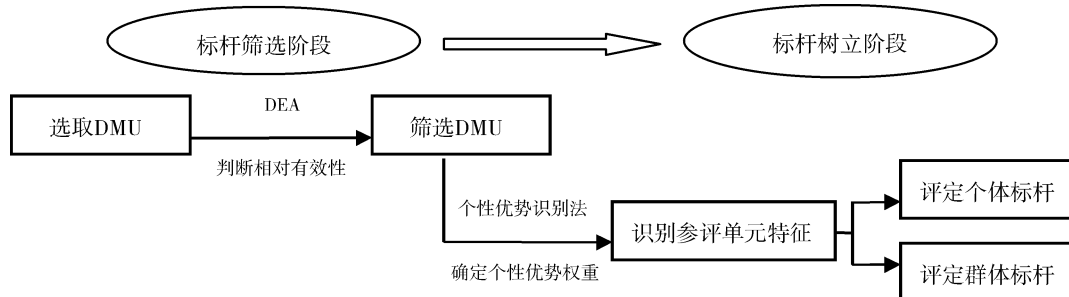 标杆筛选阶段
标杆树立阶段
选取DMU
DEA
判断相对有效性
筛选DMU
个性优势识别法
确定个性优势权重
识别参评单元特征
评定个体标杆
评定群体标杆